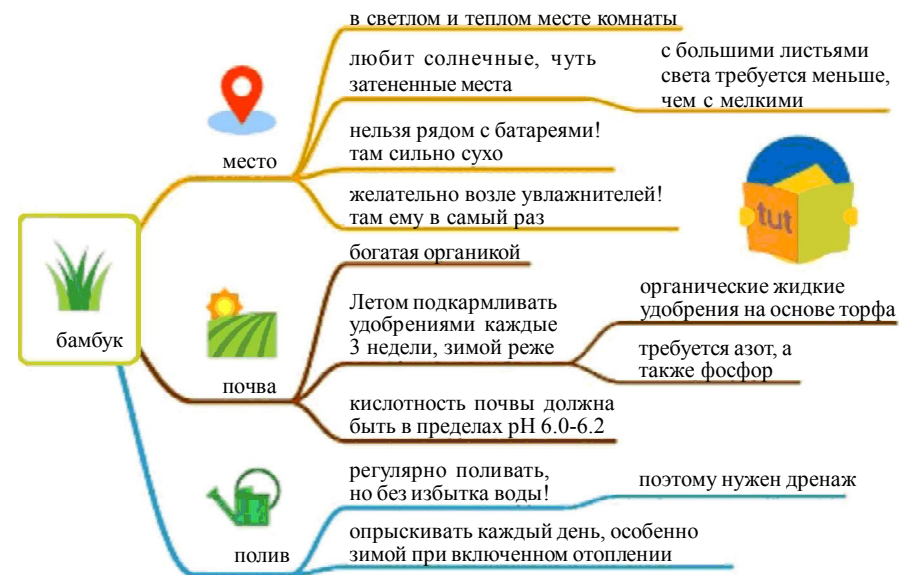 в светлом и теплом месте комнаты
любит солнечные, чуть
затененные места
с большими листьями
света требуется меньше,
чем с мелкими
место
нельзя рядом с батареями!
там сильно сухо
желательно возле увлажнителей!
там ему в самый раз
tut
бамбук
богатая органикой
почва
Летом подкармливать
удобрениями каждые
3 недели, зимой реже
органические жидкие
удобрения на основе торфа
требуется азот, а
также фосфор
кислотность почвы должна
быть в пределах pH 6.0-6.2
полив
регулярно поливать,
но без избытка воды!
поэтому нужен дренаж
опрыскивать каждый день, особенно
зимой при включенном отоплении